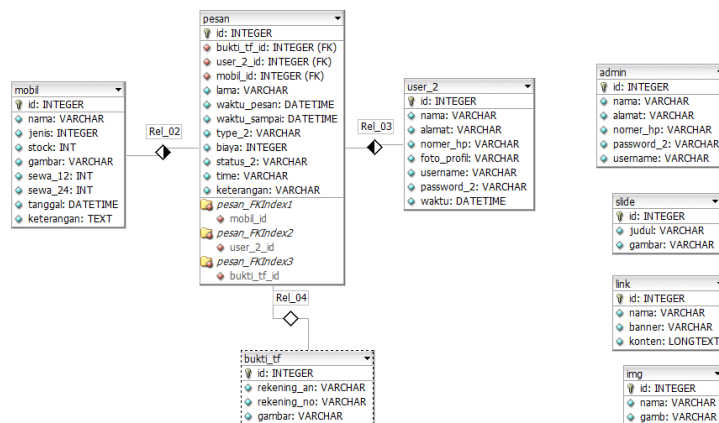 pesan
id: INTEGER
bukti_tf_id: INTEGER (FK)
user_2_id: INTEGER (FK)
mobil_id: INTEGER (FK)
lama: VARCHAR
waktu_pesan: DATETIME
waktu_sampai: DATETIME
type_2: VARCHAR
biaya: INTEGER
status_2: VARCHAR
time: VARCHAR
keterangan: VARCHAR
pesan_FKIndex1
mobil_id
pesan_FKIndex2
user_2_id
pesan_FKIndex3
bukti_tf_id
mobil
id: INTEGER
nama: VARCHAR
jenis: INTEGER
stock: INT
gambar: VARCHAR
sewa_12: INT
sewa_24: INT
tanggal: DATETIME
keterangan: TEXT
Rel_02
Rel_03
user_2
id: INTEGER
nama: VARCHAR
alamat: VARCHAR
nomer_hp: VARCHAR
foto_profil: VARCHAR
username: VARCHAR
password_2: VARCHAR
waktu: DATETIME
Rel_04
bukti_tf
id: INTEGER
rekening_an: VARCHAR
rekening_no: VARCHAR
gambar: VARCHAR
admin
id: INTEGER
nama: VARCHAR
alamat: VARCHAR
nomer_hp: VARCHAR
password_2: VARCHAR
username: VARCHAR
slide
id: INTEGER
judul: VARCHAR
gambar: VARCHAR
link
id: INTEGER
nama: VARCHAR
banner: VARCHAR
konten: LONGTEXT
img
id: INTEGER
nama: VARCHAR
gamb: VARCHAR